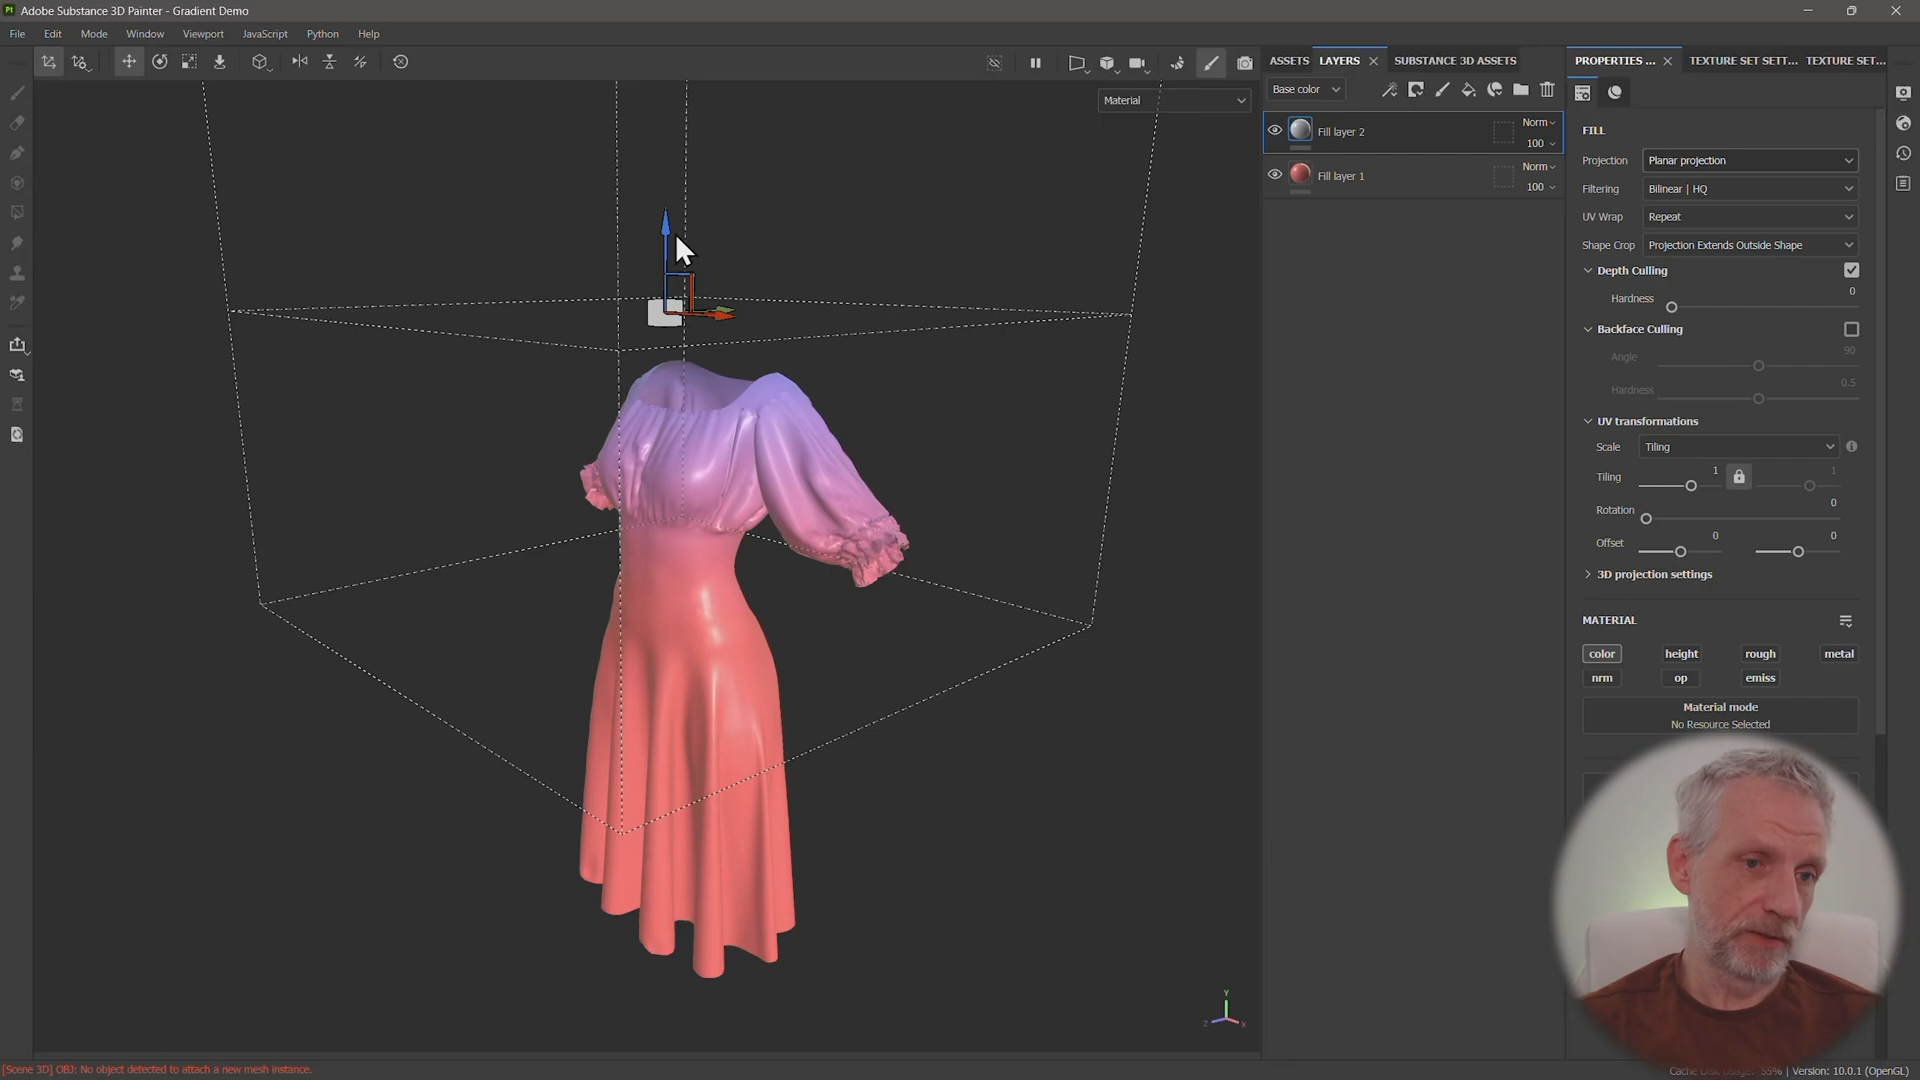 Pt Adobe Substance 3D Painter - Gradient Demo
File Edit Mode Window Viewport JavaScript Python Help
Material
ASSETS LAYERS SUBSTANCE 3D ASSETS
Base color
Fill layer 2
Norm
100
Fill layer 1
Norm
100
PROPERTIES ... TEXTURE SET SETT... TEXTURE SET...
FILL
Projection Planar projection
Filtering Bilinear | HQ
UV Wrap Repeat
Shape Crop Projection Extends Outside Shape
Depth Culling
Hardness 0
Backface Culling
Angle 90
Hardness 0.5
UV transformations
Scale Tiling
Tiling 1 1
Rotation 0
Offset 0 0
3D projection settings
MATERIAL
color height rough metal
nrm op emiss
Material mode
No Resource Selected
Y
Z X
[Scene 3D] OBJ: No object detected to attach a new mesh instance.
Cache Disk usage: 55% | Version: 10.0.1 (OpenGL)